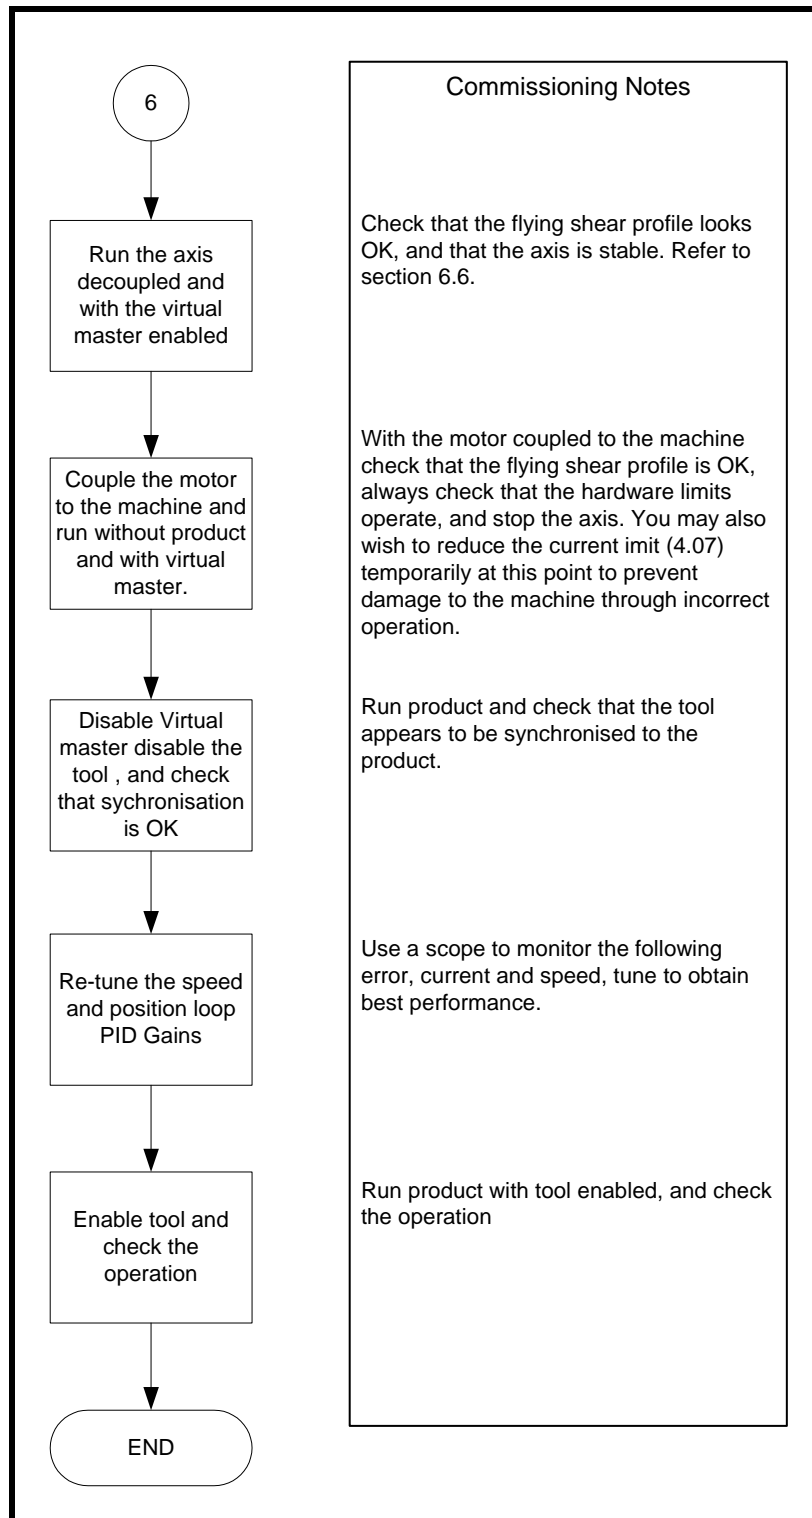 6
Run the axis
decoupled and
with the virtual
master enabled
Couple the motor
to the machine and
run without product
and with virtual
master.
Disable Virtual
master disable the
tool , and check
that sychronisation
is OK
Re-tune the speed
and position loop
PID Gains
Enable tool and
check the
operation
END
Commissioning Notes
Check that the flying shear profile looks
OK, and that the axis is stable. Refer to
section 6.6.
With the motor coupled to the machine
check that the flying shear profile is OK,
always check that the hardware limits
operate, and stop the axis. You may also
wish to reduce the current imit (4.07)
temporarily at this point to prevent
damage to the machine through incorrect
operation.
Run product and check that the tool
appears to be synchronised to the
product.
Use a scope to monitor the following
error, current and speed, tune to obtain
best performance.
Run product with tool enabled, and check
the operation